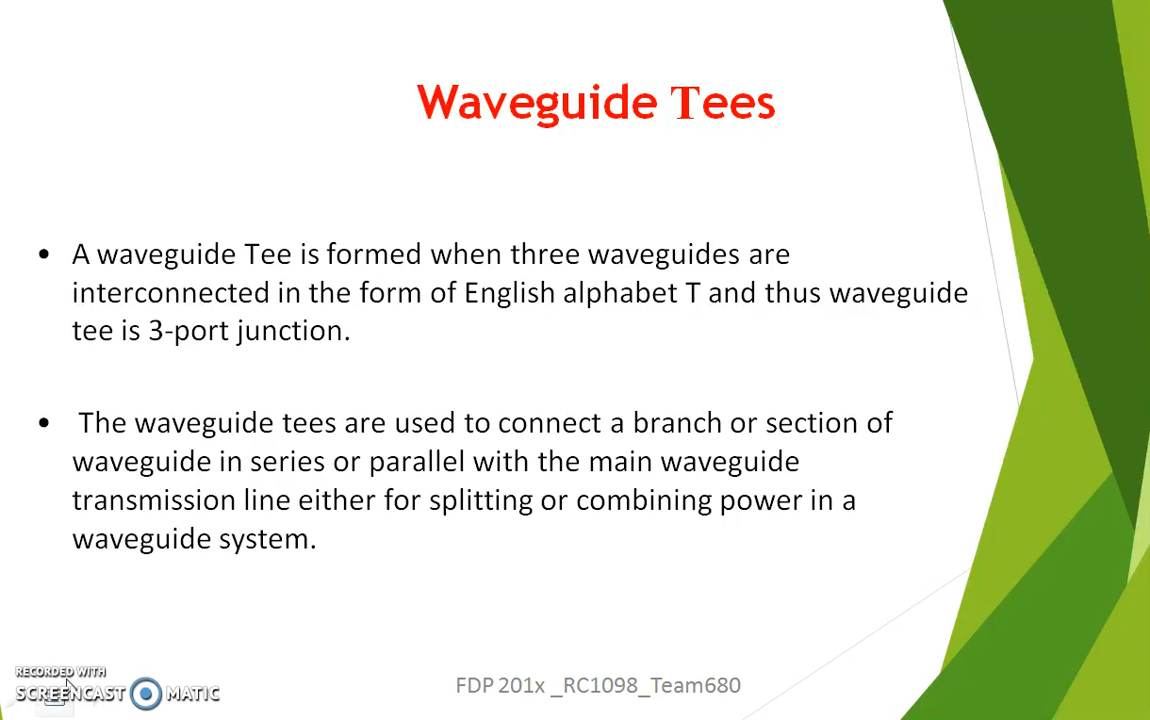 Waveguide Tees
• A waveguide Tee is formed when three waveguides are
interconnected in the form of English alphabet T and thus waveguide
tee is 3-port junction.
• The waveguide tees are used to connect a branch or section of
waveguide in series or parallel with the main waveguide
transmission line either for splitting or combining power in a
waveguide system.
RECORDED WITH
SCREENCAST MATIC
FDP 201x _RC1098_Team680